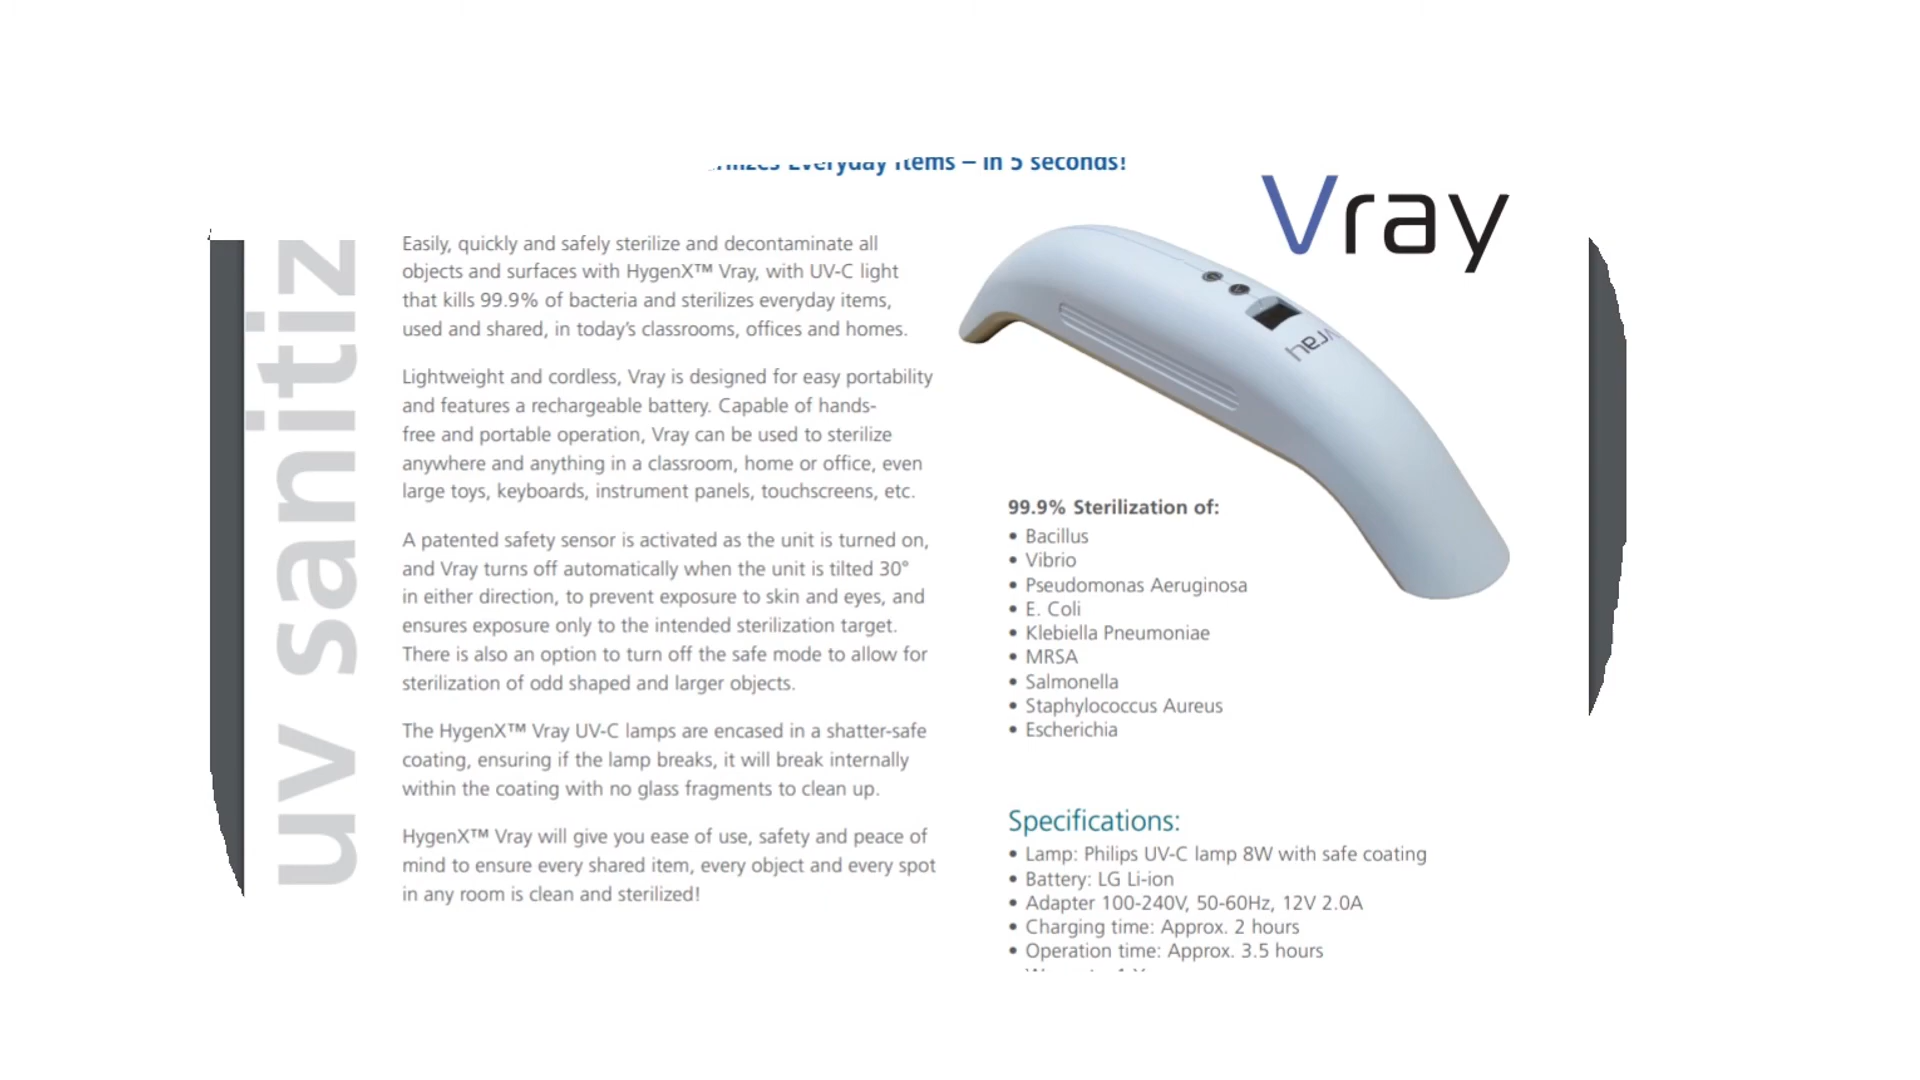 Everyday Items – in 5 seconds!
Vray
uv sanitiz
Easily, quickly and safely sterilize and decontaminate all
objects and surfaces with HygenX™ Vray, with UV-C light
that kills 99.9% of bacteria and sterilizes everyday items,
used and shared, in today's classrooms, offices and homes.
Lightweight and cordless, Vray is designed for easy portability
and features a rechargeable battery. Capable of hands-
free and portable operation, Vray can be used to sterilize
anywhere and anything in a classroom, home or office, even
large toys, keyboards, instrument panels, touchscreens, etc.
A patented safety sensor is activated as the unit is turned on,
and Vray turns off automatically when the unit is tilted 30°
in either direction, to prevent exposure to skin and eyes, and
ensures exposure only to the intended sterilization target.
There is also an option to turn off the safe mode to allow for
sterilization of odd shaped and larger objects.
The HygenX™ Vray UV-C lamps are encased in a shatter-safe
coating, ensuring if the lamp breaks, it will break internally
within the coating with no glass fragments to clean up.
HygenX™ Vray will give you ease of use, safety and peace of
mind to ensure every shared item, every object and every spot
in any room is clean and sterilized!
Vray
99.9% Sterilization of:
• Bacillus
• Vibrio
• Pseudomonas Aeruginosa
• E. Coli
• Klebiella Pneumoniae
• MRSA
• Salmonella
• Staphylococcus Aureus
• Escherichia
Specifications:
• Lamp: Philips UV-C lamp 8W with safe coating
• Battery: LG Li-ion
• Adapter 100-240V, 50-60Hz, 12V 2.0A
• Charging time: Approx. 2 hours
• Operation time: Approx. 3.5 hours